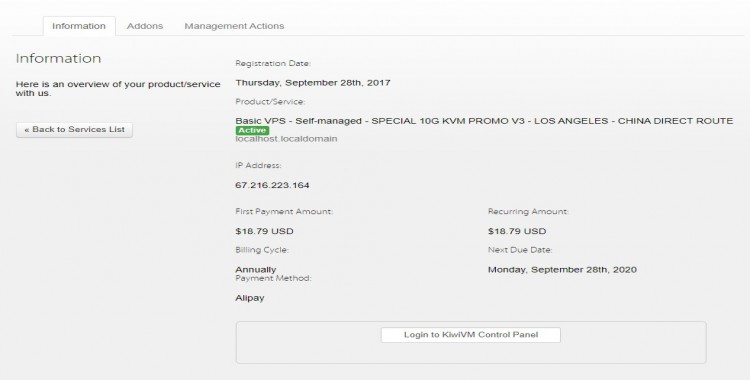 Information Addons Management Actions
Information
Here is an overview of your product/service
with us.
« Back to Services List
Registration Date:
Thursday, September 28th, 2017
Product/Service:
Basic VPS - Self-managed - SPECIAL 10G KVM PROMO V3 - LOS ANGELES - CHINA DIRECT ROUTE
Active
localhost.localdomain
IP Address:
67.216.223.164
First Payment Amount: Recurring Amount:
$18.79 USD $18.79 USD
Billing Cycle: Next Due Date:
Annually Monday, September 28th, 2020
Payment Method:
Alipay
Login to KiwiVM Control Panel